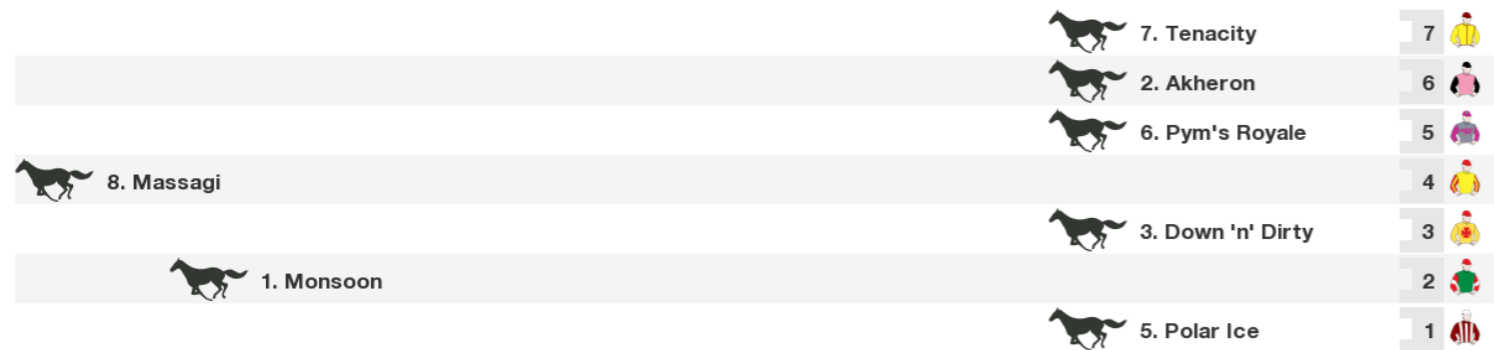 7. Tenacity 7
2. Akheron 6
6. Pym's Royale 5
8. Massagi 4
3. Down 'n' Dirty 3
1. Monsoon 2
5. Polar Ice 1